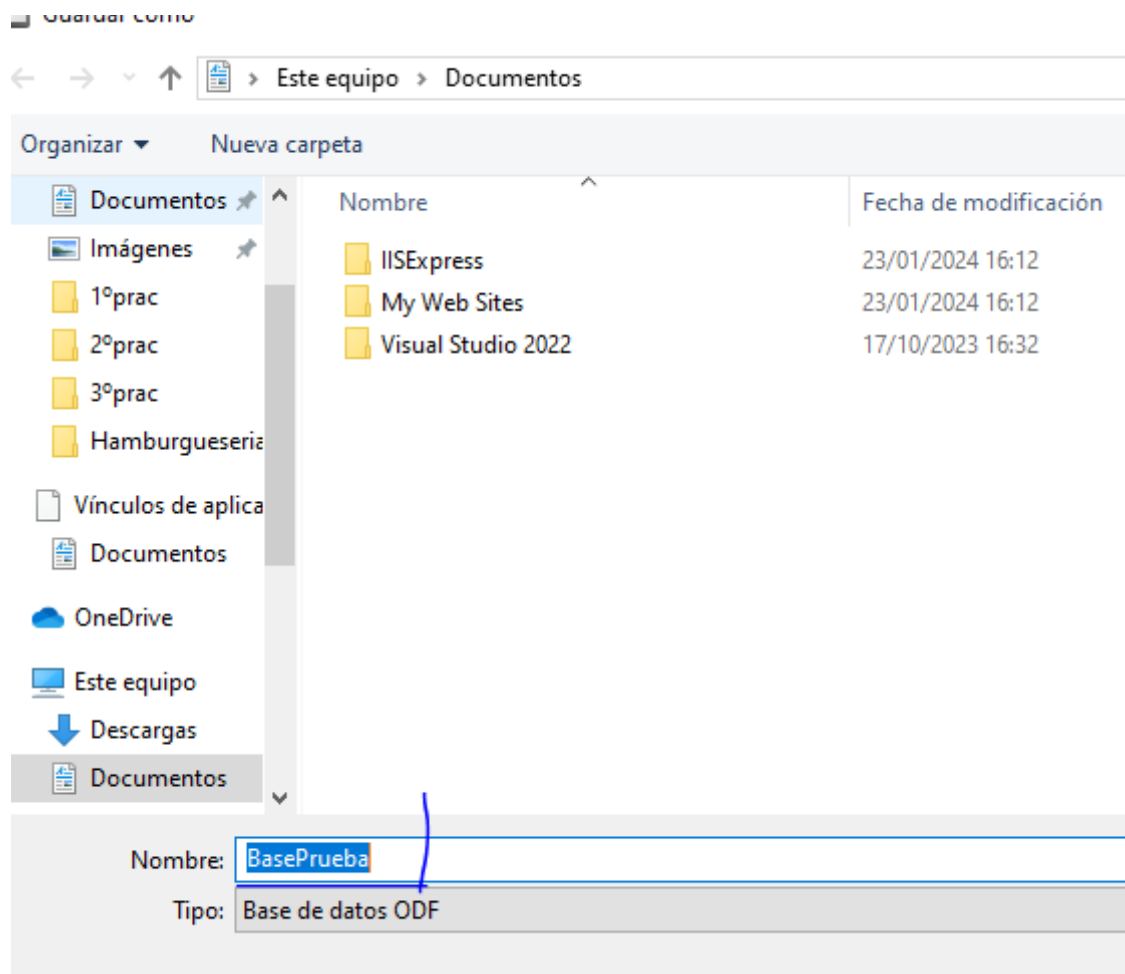 Guardar como
Este equipo > Documentos
Organizar Nueva carpeta
Nombre Fecha de modificación
Documentos
Imágenes
1ºprac
2ºprac
3ºprac
Hamburgueseria
Vínculos de aplica
Documentos
OneDrive
Este equipo
Descargas
Documentos
IISExpress 23/01/2024 16:12
My Web Sites 23/01/2024 16:12
Visual Studio 2022 17/10/2023 16:32
Nombre: BasePrueba
Tipo: Base de datos ODF